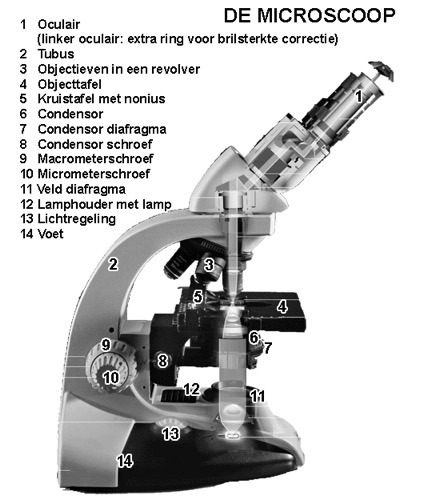 DE MICROSCOOP
1 Oculair
(linker oculair: extra ring voor brilsterkte correctie)
2 Tubus
3 Objectieven in een revolver
4 Objecttafel
5 Kruistafel met nonius
6 Condensor
7 Condensor diafragma
8 Condensor schroef
9 Macrometerschroef
10 Micrometerschroef
11 Veld diafragma
12 Lamphouder met lamp
13 Lichtregeling
14 Voet
1
2
3
5
4
6
7
9
8
10
12
11
13
14